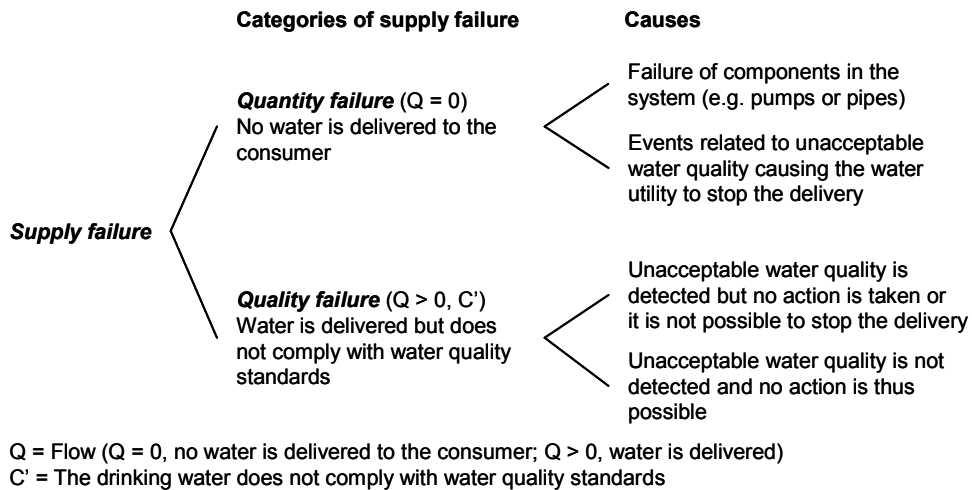 Categories of supply failure
Causes
Quantity failure (Q = 0)
No water is delivered to the
consumer
Failure of components in the
system (e.g. pumps or pipes)
Events related to unacceptable
water quality causing the water
utility to stop the delivery
Supply failure
Quality failure (Q > 0, C’)
Water is delivered but does
not comply with water quality
standards
Unacceptable water quality is
detected but no action is taken or
it is not possible to stop the delivery
Unacceptable water quality is not
detected and no action is thus
possible
Q = Flow (Q = 0, no water is delivered to the consumer; Q > 0, water is delivered)
C’ = The drinking water does not comply with water quality standards